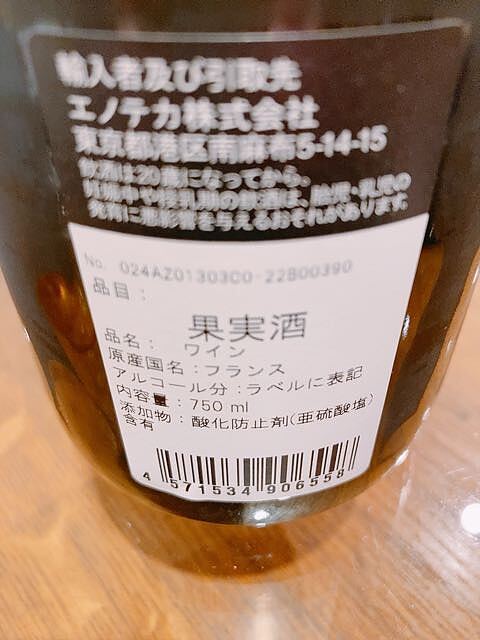 輸入者及び引取先
エノテカ株式会社
東京都港区南麻布5-14-15
飲酒は20歳になってから。
妊娠中や授乳期の飲酒は、胎児・乳児の
発育に悪影響を与えるおそれがあります。
No. 024AZ01303C0-22B00390
品目：
果実酒
品名： ワイン
原産国名：フランス
アルコール分：ラベルに表記
内容量：750 ml
添加物：酸化防止剤(亜硫酸塩)
含有
4 571534 906558